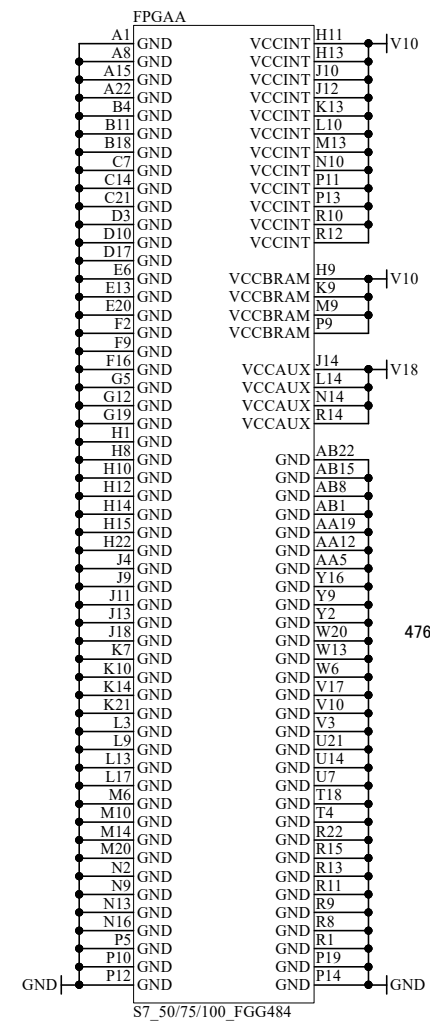 FPGAA
A1 GND VCCINT H11 V10
A8 GND VCCINT H13
A15 GND VCCINT J10
A22 GND VCCINT J12
B4 GND VCCINT K13
B11 GND VCCINT L10
B18 GND VCCINT M13
C7 GND VCCINT N10
C14 GND VCCINT P11
C21 GND VCCINT P13
D3 GND VCCINT R10
D10 GND VCCINT R12
D17 GND
E6 GND VCCBRAM H9 V10
E13 GND VCCBRAM K9
E20 GND VCCBRAM M9
F2 GND VCCBRAM P9
F9 GND
F16 GND VCCAUX J14 V18
G5 GND VCCAUX L14
G12 GND VCCAUX N14
G19 GND VCCAUX R14
H1 GND
H8 GND GND AB22
H10 GND GND AB15
H12 GND GND AB8
H14 GND GND AB1
H15 GND GND AA19
H22 GND GND AA12
J4 GND GND AA5
J9 GND GND Y16
J11 GND GND Y9
J13 GND GND Y2
J18 GND GND W20 476
K7 GND GND W13
K10 GND GND W6
K14 GND GND V17
K21 GND GND V10
L3 GND GND V3
L9 GND GND U21
L13 GND GND U14
L17 GND GND U7
M6 GND GND T18
M10 GND GND T4
M14 GND GND R22
M20 GND GND R15
N2 GND GND R13
N9 GND GND R11
N13 GND GND R9
N16 GND GND R8
P5 GND GND R1
P10 GND GND P19
GND P12 GND GND P14 GND
S7_50/75/100_FGG484